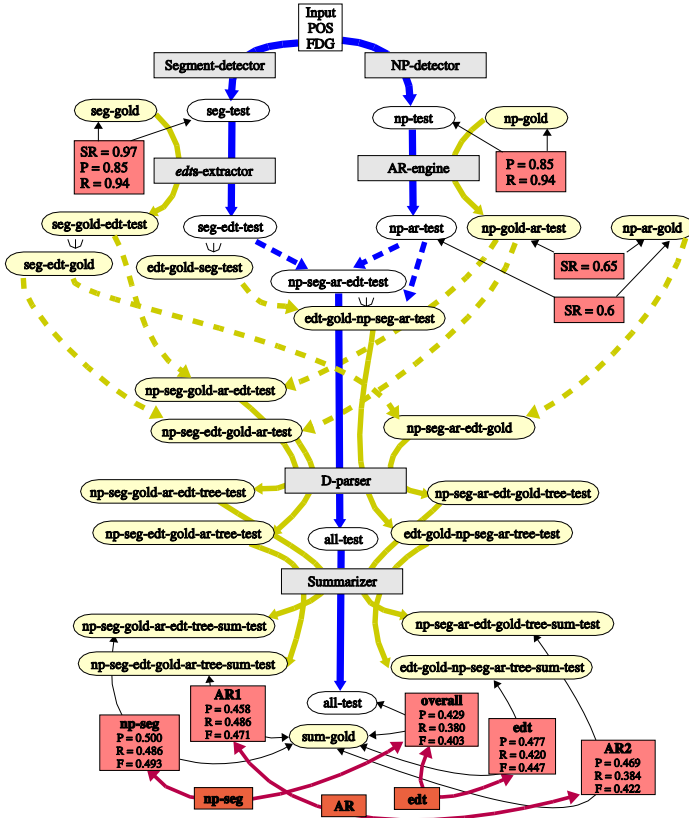 Input
POS
FDG
Segment-detector
NP-detector
seg-gold
seg-test
np-test
np-gold
SR = 0.97
P = 0.85
R = 0.94
P = 0.85
R = 0.94
edts-extractor
AR-engine
seg-gold-edt-test
seg-edt-test
np-ar-test
np-gold-ar-test
np-ar-gold
seg-edt-gold
edt-gold-seg-test
SR = 0.65
np-seg-ar-edt-test
SR = 0.6
edt-gold-np-seg-ar-test
np-seg-gold-ar-edt-test
np-seg-edt-gold-ar-test
np-seg-ar-edt-gold
D-parser
np-seg-gold-ar-edt-tree-test
np-seg-ar-edt-gold-tree-test
np-seg-edt-gold-ar-tree-test
edt-gold-np-seg-ar-tree-test
all-test
Summarizer
np-seg-gold-ar-edt-tree-sum-test
np-seg-ar-edt-gold-tree-sum-test
np-seg-edt-gold-ar-tree-sum-test
edt-gold-np-seg-ar-tree-sum-test
AR1
P = 0.458
R = 0.486
F = 0.471
all-test
overall
P = 0.429
R = 0.380
F = 0.403
np-seg
P = 0.500
R = 0.486
F = 0.493
sum-gold
edt
P = 0.477
R = 0.420
F = 0.447
AR2
P = 0.469
R = 0.384
F = 0.422
np-seg
AR
edt